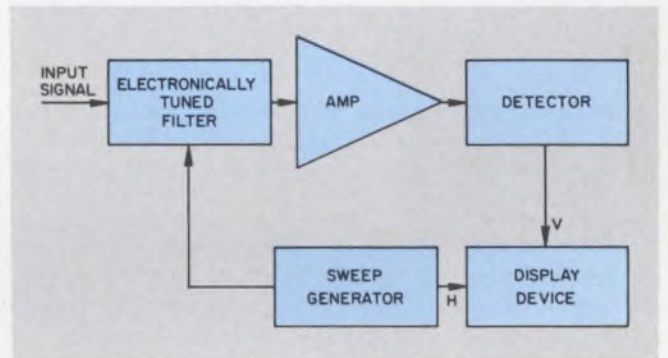 INPUT
SIGNAL
ELECTRONICALLY
TUNED
FILTER
AMP
DETECTOR
V
SWEEP
GENERATOR
H
DISPLAY
DEVICE